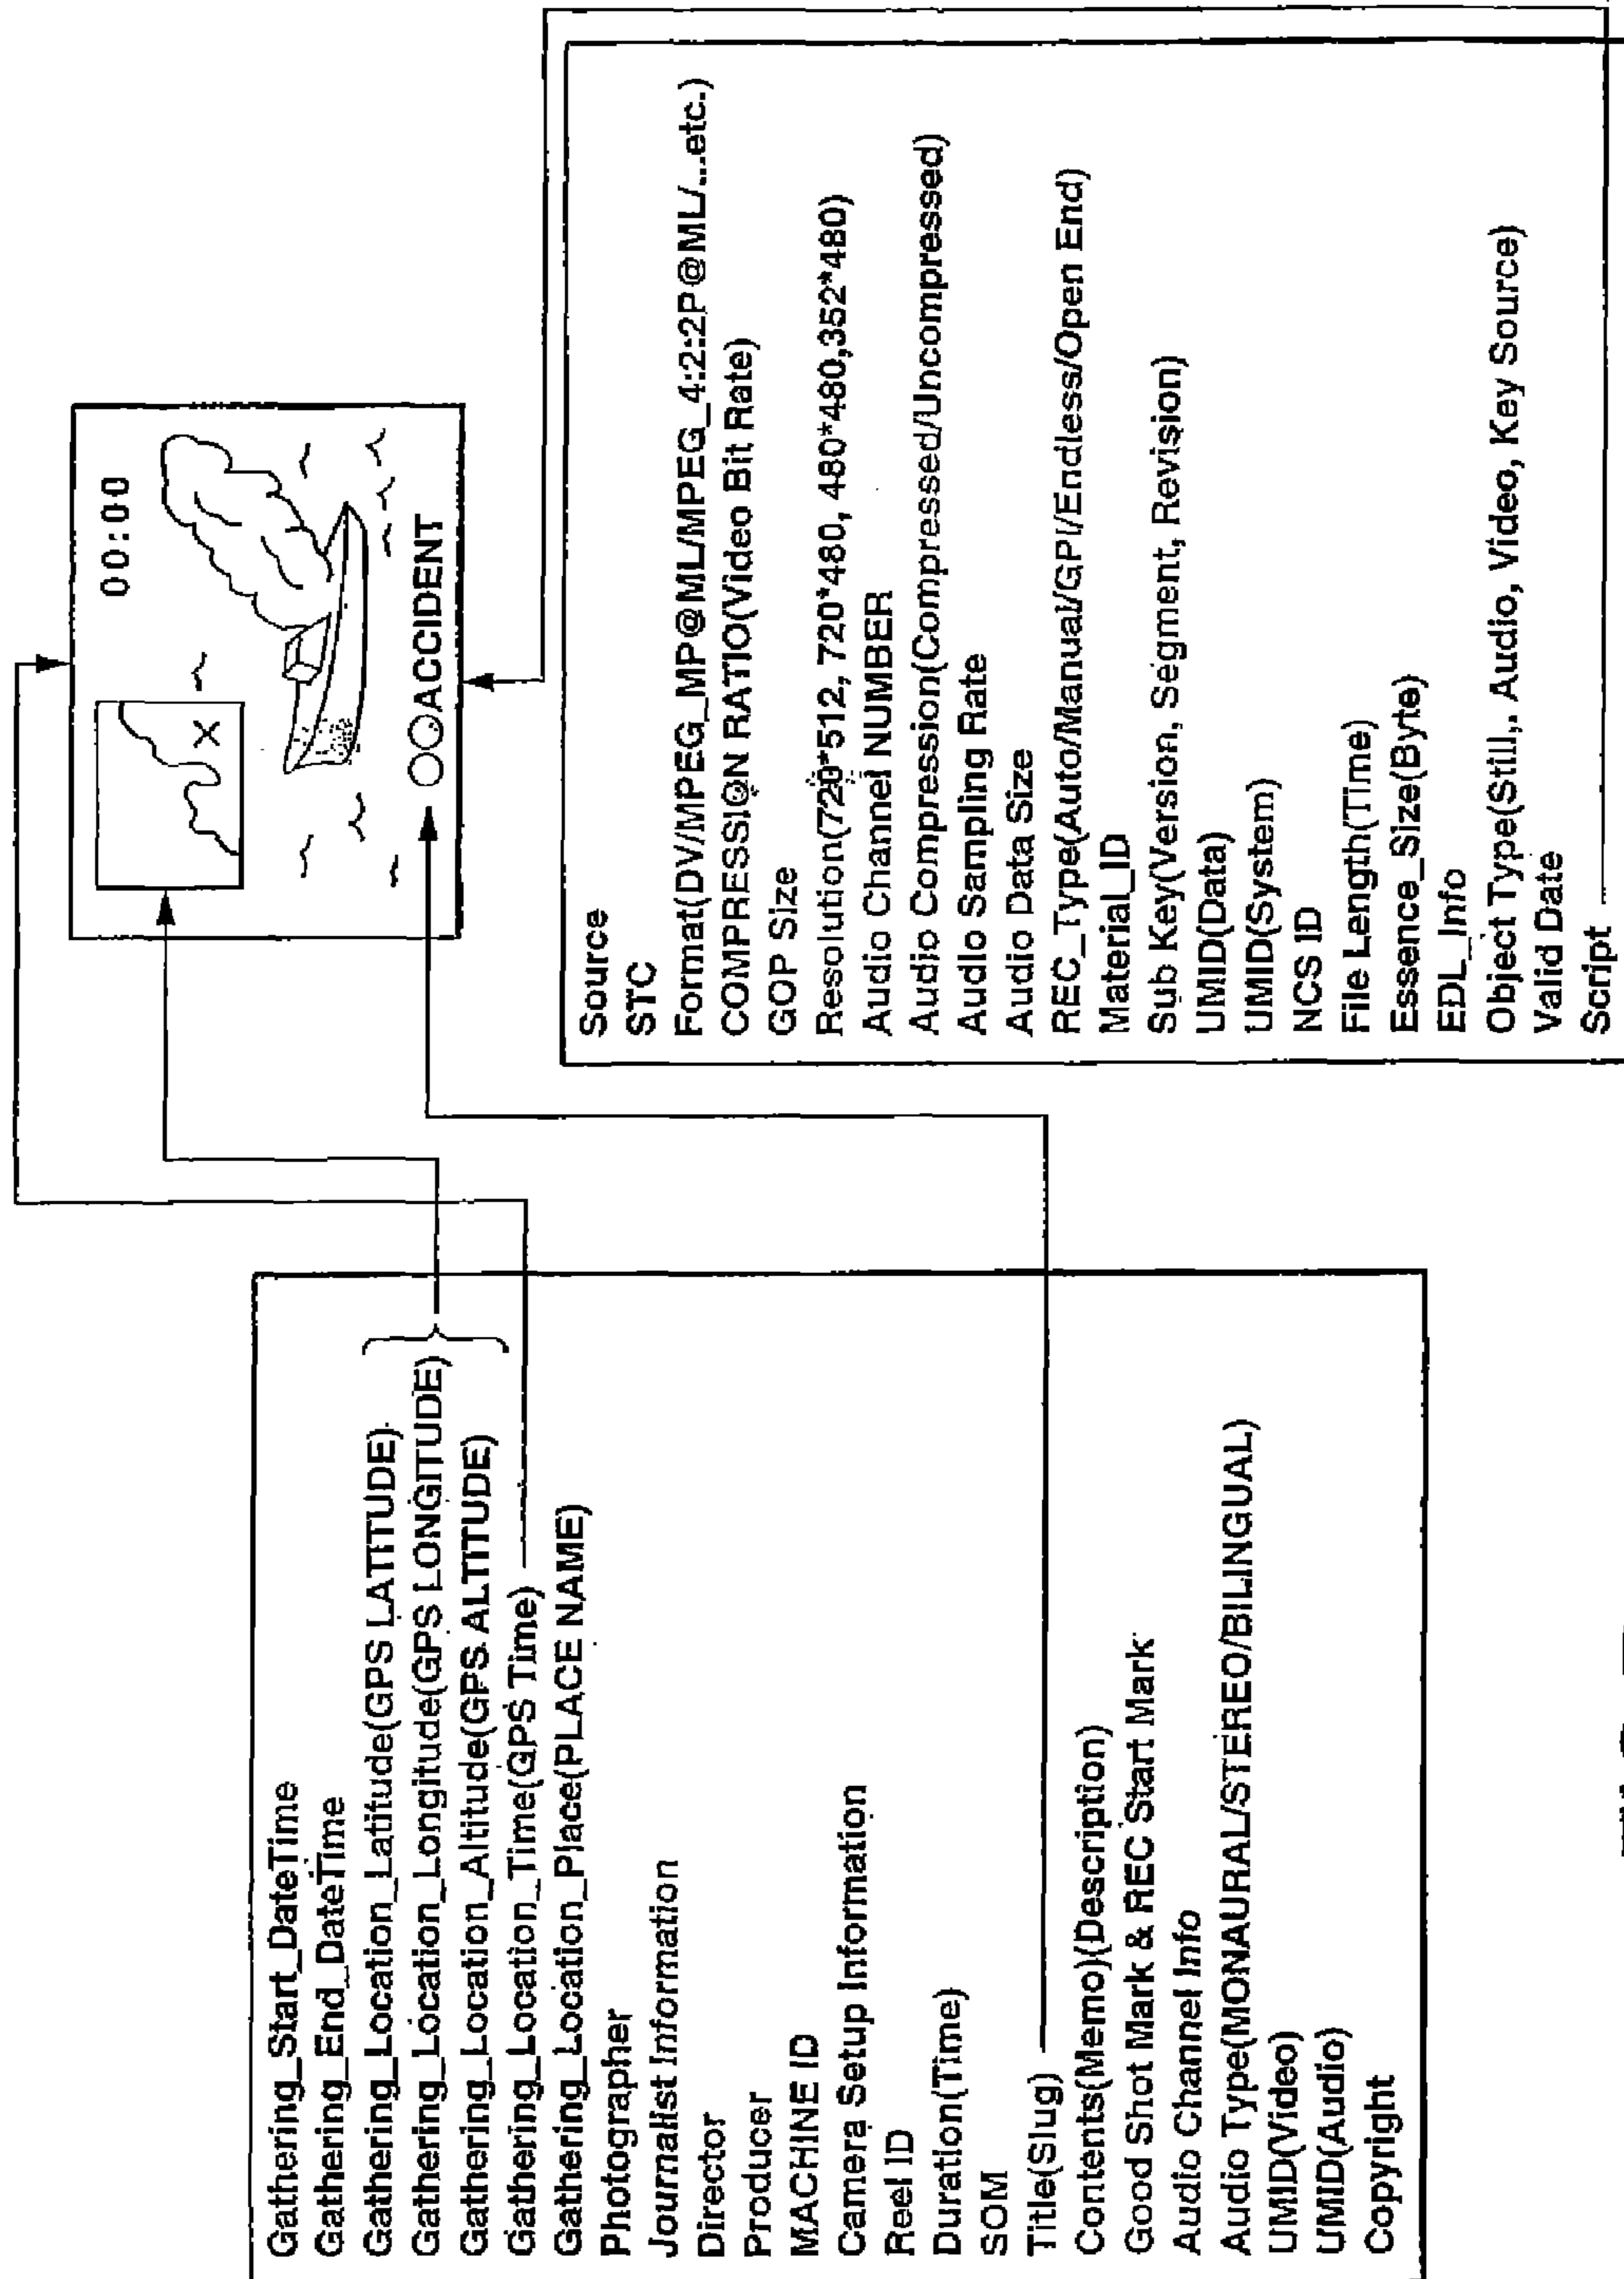 Gathering_Start_DateTime
Gathering_End_DateTime
Gathering_Location_Latitude(GPS LATITUDE)
Gathering_Location_Longitude(GPS LONGITUDE)
Gathering_Location_Altitude(GPS ALTITUDE)
Gathering_Location_Time(GPS Time)
Gathering_Location_Place(PLACE NAME)
Photographer
Journalist Information
Director
Producer
MACHINE ID
Camera Setup Information
Reel ID
Duration(Time)
SOM
Title(Slug)
Contents(Memo)(Description)
Good Shot Mark & REC Start Mark
Audio Channel Info
Audio Type(MONAURAL/STEREO/BILINGUAL)
UMID(Video)
UMID(Audio)
Copyright
00:00
X
○○ACCIDENT
Source
STC
Format(DV/MPEG_MP@ML/MPEG_4:2:2P@ML/...etc.)
COMPRESSION RATIO(Video Bit Rate)
GOP Size
Resolution(720*512, 720*480, 480*480,352*480)
Audio Channel NUMBER
Audio Compression(Compressed/Uncompressed)
Audio Sampling Rate
Audio Data Size
REC_Type(Auto/Manual/GPI/Endless/Open End)
Material_ID
Sub Key(Version, Segment, Revision)
UMID(Data)
UMID(System)
NCS ID
File Length(Time)
Essence_Size(Byte)
EDL_Info
Object Type(Still,. Audio, Video, Key Source)
Valid Date
Script